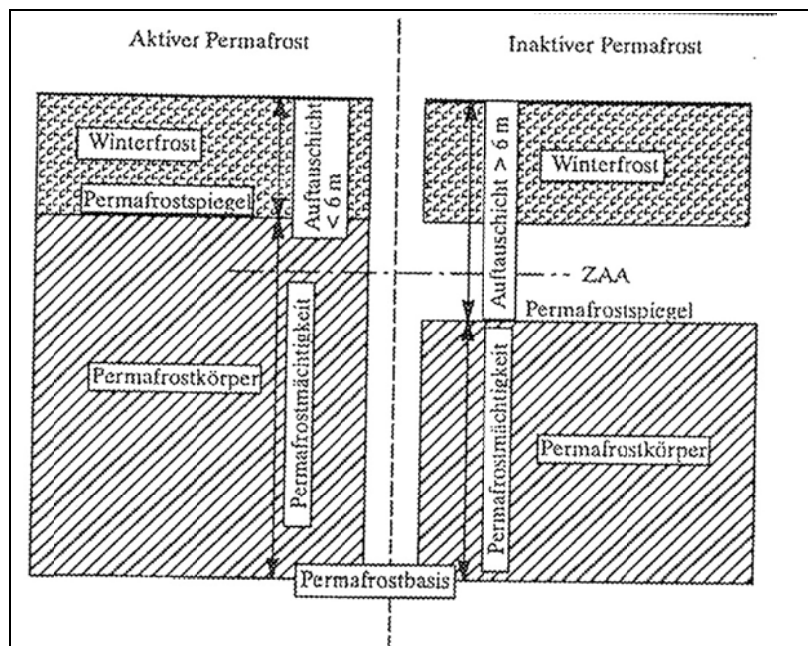 Aktiver Permafrost
Winterfrost
Permafrostspiegel
Auftauschicht
< 6 m
Permafrostkörper
Permafrostmächtigkeit
Inaktiver Permafrost
Winterfrost
Auftauschicht > 6 m
ZAA
Permafrostspiegel
Permafrostmächtigkeit
Permafrostkörper
Permafrostbasis